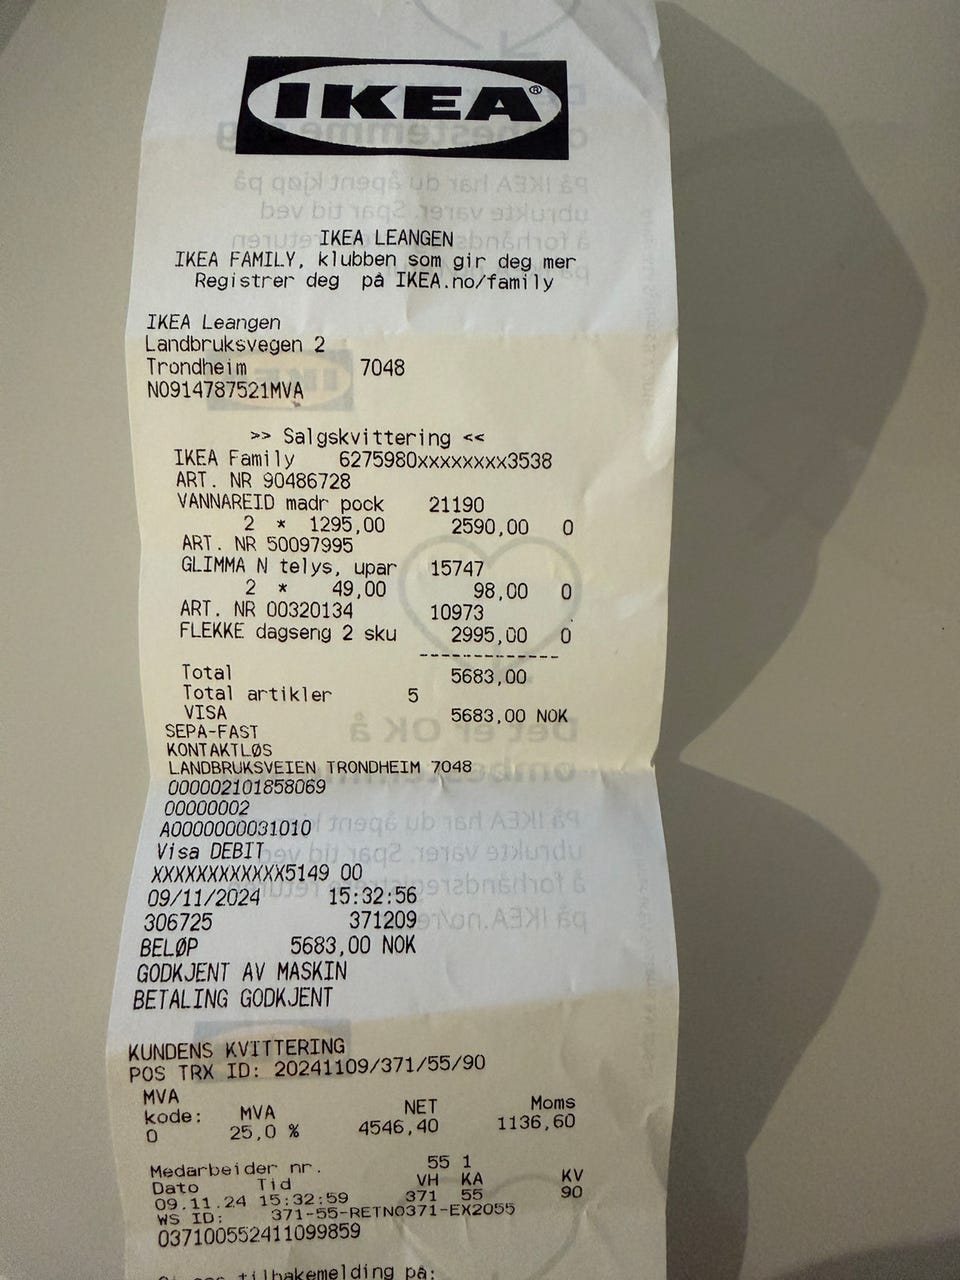 IKEA®
IKEA LEANGEN
IKEA FAMILY, klubben som gir deg mer
Registrer deg på IKEA.no/family
IKEA Leangen
Landbruksvegen 2
Trondheim 7048
NO914787521MVA
>> Salgskvittering <<
IKEA Family 6275980xxxxxxxx3538
ART. NR 90486728
VANNAREID madr pock 21190
2 * 1295,00 2590,00 0
ART. NR 50097995
GLIMMA N telys, upar 15747
2 * 49,00 98,00 0
ART. NR 00320134 10973
FLEKKE dagseng 2 sku 2995,00 0
-------------
Total 5683,00
Total artikler 5
VISA 5683,00 NOK
SEPA-FAST
KONTAKTLØS
LANDBRUKSVEIEN TRONDHEIM 7048
000002101858069
00000002
A0000000031010
Visa DEBIT
XXXXXXXXXXXX5149 00
09/11/2024 15:32:56
306725 371209
BELØP 5683,00 NOK
GODKJENT AV MASKIN
BETALING GODKJENT
KUNDENS KVITTERING
POS TRX ID: 20241109/371/55/90
MVA
kode: MVA NET Moms
0 25,0 % 4546,40 1136,60
Medarbeider nr. 55 1
Dato Tid VH KA KV
09.11.24 15:32:59 371 55 90
WS ID: 371-55-RETNO371-EX2055
037100552411099859
tilbakemelding på: